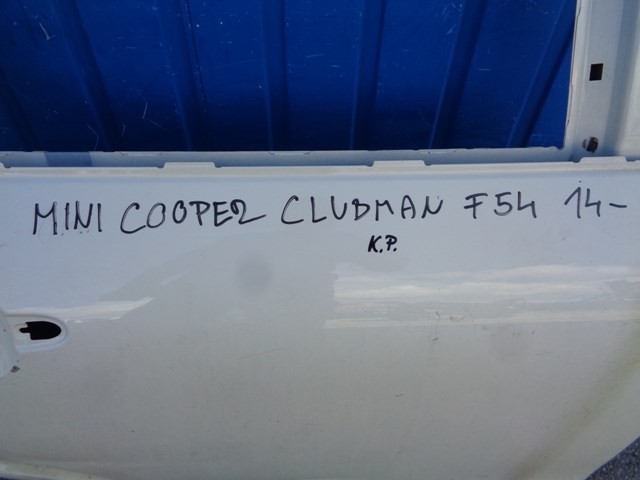 MINI COOPER CLUBMAN F54 14-
K.P.